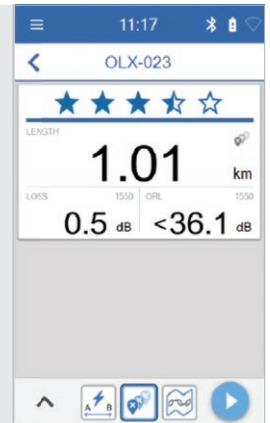 11:17
OLX-023
LENGTH
1.01 km
LOSS 1550 ORL 1550
0.5 dB <36.1 dB
A B